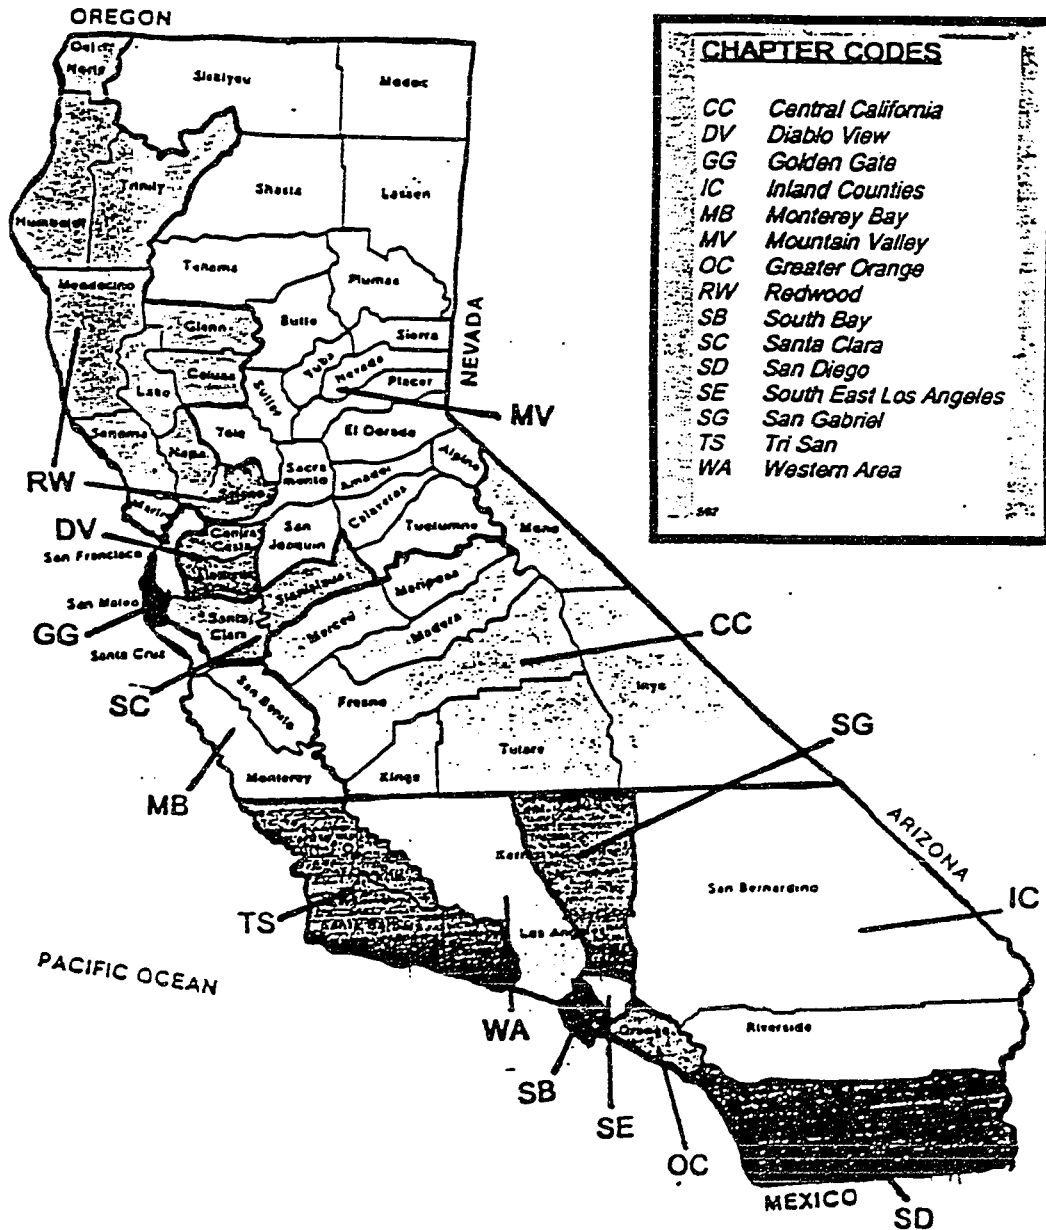 OREGON
CHAPTER CODES
CC Central California
DV Diablo View
GG Golden Gate
IC Inland Counties
MB Monterey Bay
MV Mountain Valley
OC Greater Orange
RW Redwood
SB South Bay
SC Santa Clara
SD San Diego
SE South East Los Angeles
SG San Gabriel
TS Tri San
WA Western Area
Siskiyou
Modoc
Trinity
Humboldt
Shasta
Lassen
Tehama
Plumas
Mendocino
Glenn
Butte
Sierra
NEVADA
Colusa
Lake
Sutter
Yuba
Nevada
Placer
MV
Sonoma
Napa
Yolo
El Dorado
RW
Solano
Sacra
mento
Amador
Alpine
Marin
DV
Contra
Costa
San
Joaquin
Calaveras
Tuolumne
Mono
San Francisco
Stanislaus
Mariposa
San Mateo
Santa
Clara
Merced
Madera
GG
CC
Santa Cruz
SC
San Benito
Fresno
Inyo
SG
Tulare
Monterey
Kings
MB
ARIZONA
San Bernardino
IC
TS
PACIFIC OCEAN
WA
Orange
Riverside
SB
SE
OC
MEXICO
SD